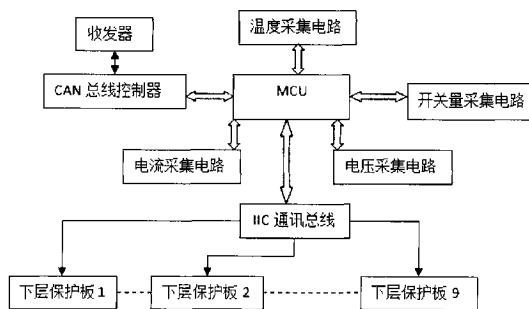 收发器
温度采集电路
CAN 总线控制器
MCU
开关量采集电路
电流采集电路
电压采集电路
IIC 通讯总线
下层保护板 1
下层保护板 2
下层保护板 9